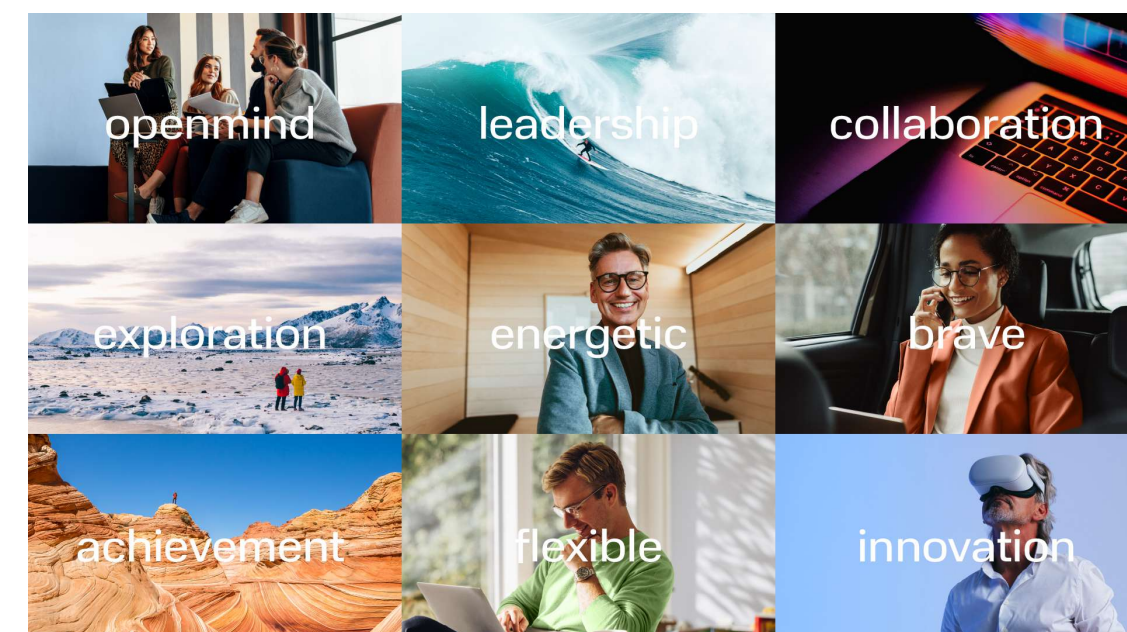 openmind
leadership
collaboration
exploration
energetic
brave
achievement
flexible
innovation